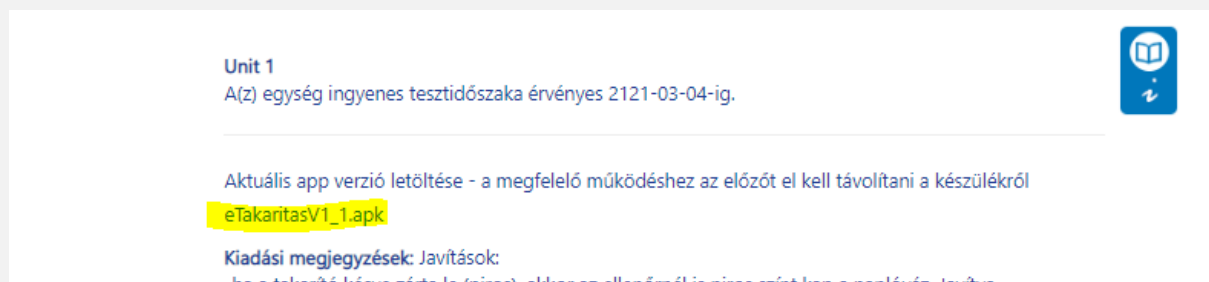 Unit 1
A(z) egység ingyenes tesztidőszaka érvényes 2121-03-04-ig.
Aktuális app verzió letöltése - a megfelelő működéshez az előzőt el kell távolítani a készülékről
eTakaritasV1_1.apk
Kiadási megjegyzések: Javítások: